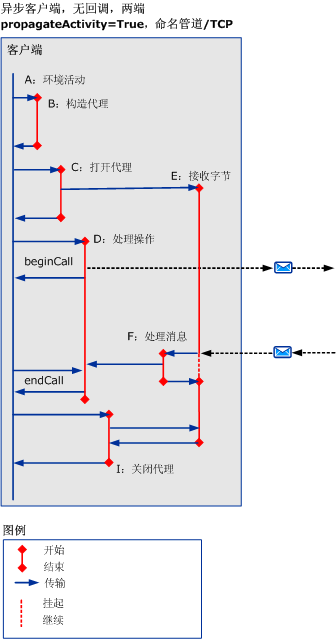 异步客户端，无回调，两端
propagateActivity=True，命名管道/TCP
客户端
A：环境活动
B：构造代理
C：打开代理
E：接收字节
D：处理操作
beginCall
F：处理消息
endCall
I：关闭代理
图例
开始
结束
传输
挂起
继续